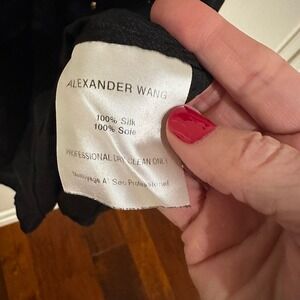 ALEXANDER WANG
100% Silk
100% Soie
PROFESSIONAL DRY CLEAN ONLY
Nettoyage A' Sec Professionnel